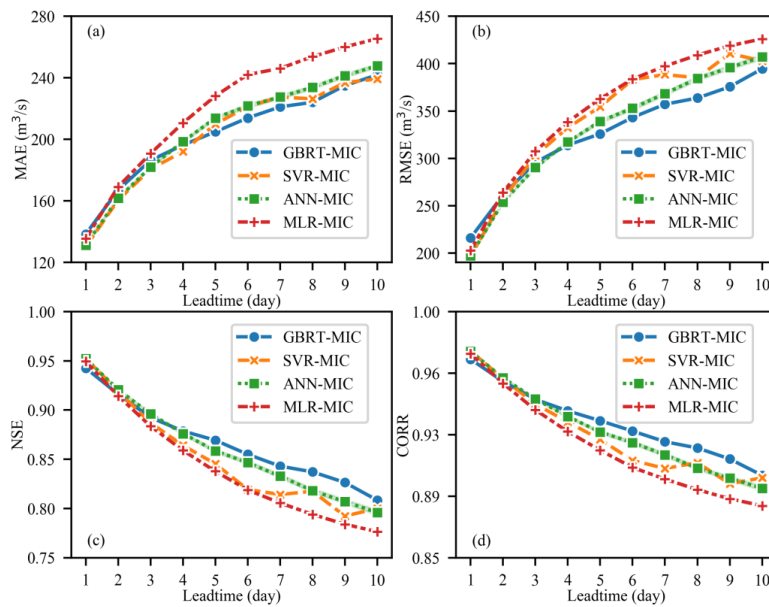 (a)
MAE (m³/s)
280
240
200
160
120
GBRT-MIC
SVR-MIC
ANN-MIC
MLR-MIC
1 2 3 4 5 6 7 8 9 10
Leadtime (day)
(b)
RMSE (m³/s)
450
400
350
300
250
200
GBRT-MIC
SVR-MIC
ANN-MIC
MLR-MIC
1 2 3 4 5 6 7 8 9 10
Leadtime (day)
(c)
NSE
1.00
0.95
0.90
0.85
0.80
0.75
GBRT-MIC
SVR-MIC
ANN-MIC
MLR-MIC
1 2 3 4 5 6 7 8 9 10
Leadtime (day)
(d)
CORR
1.00
0.96
0.93
0.89
0.85
GBRT-MIC
SVR-MIC
ANN-MIC
MLR-MIC
1 2 3 4 5 6 7 8 9 10
Leadtime (day)